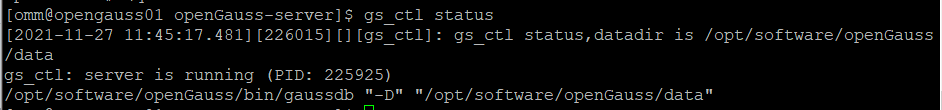 [omm@opengauss01 openGauss-server]$ gs_ctl status
[2021-11-27 11:45:17.481][226015][][gs_ctl]: gs_ctl status,datadir is /opt/software/openGauss
/data
gs_ctl: server is running (PID: 225925)
/opt/software/openGauss/bin/gaussdb "-D" "/opt/software/openGauss/data"